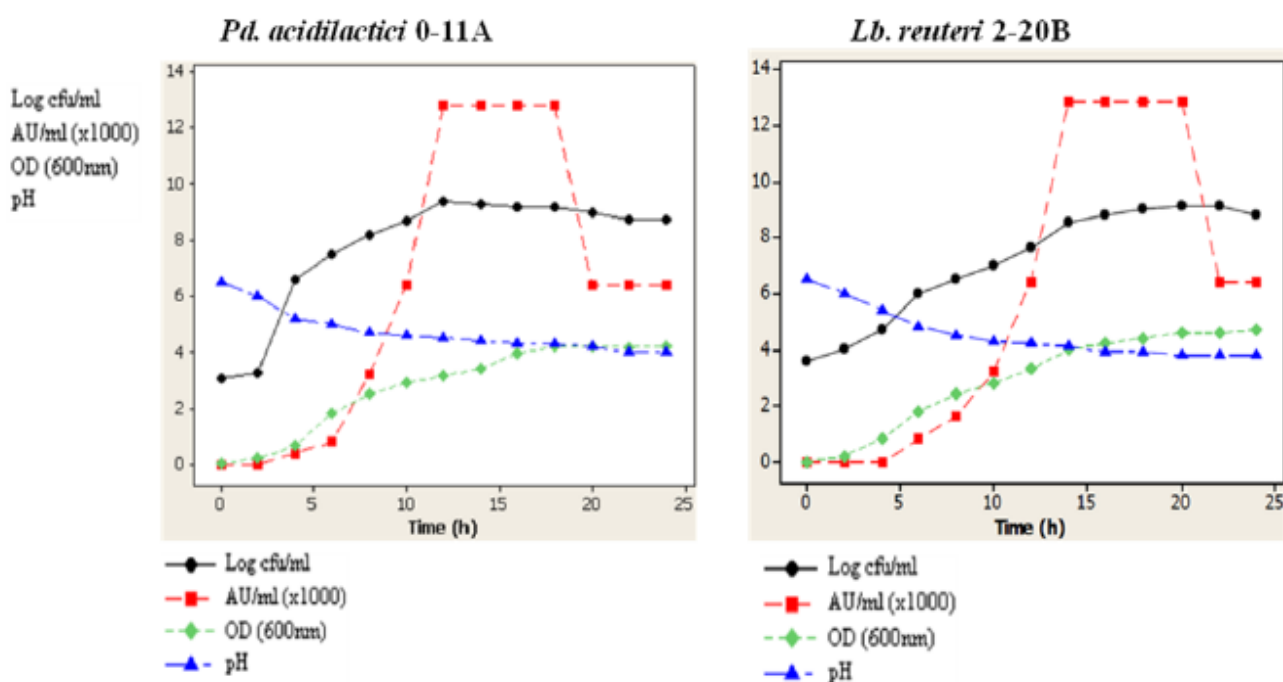 Pd. acidilactici 0-11A
Log cfu/ml
AU/ml (x1000)
OD (600nm)
pH
14
12
10
8
6
4
2
0
0 5 10 15 20 25
Time (h)
Log cfu/ml
AU/ml (x1000)
OD (600nm)
pH
Lb. reuteri 2-20B
14
12
10
8
6
4
2
0
0 5 10 15 20 25
Time (h)
Log cfu/ml
AU/ml (x1000)
OD (600nm)
pH